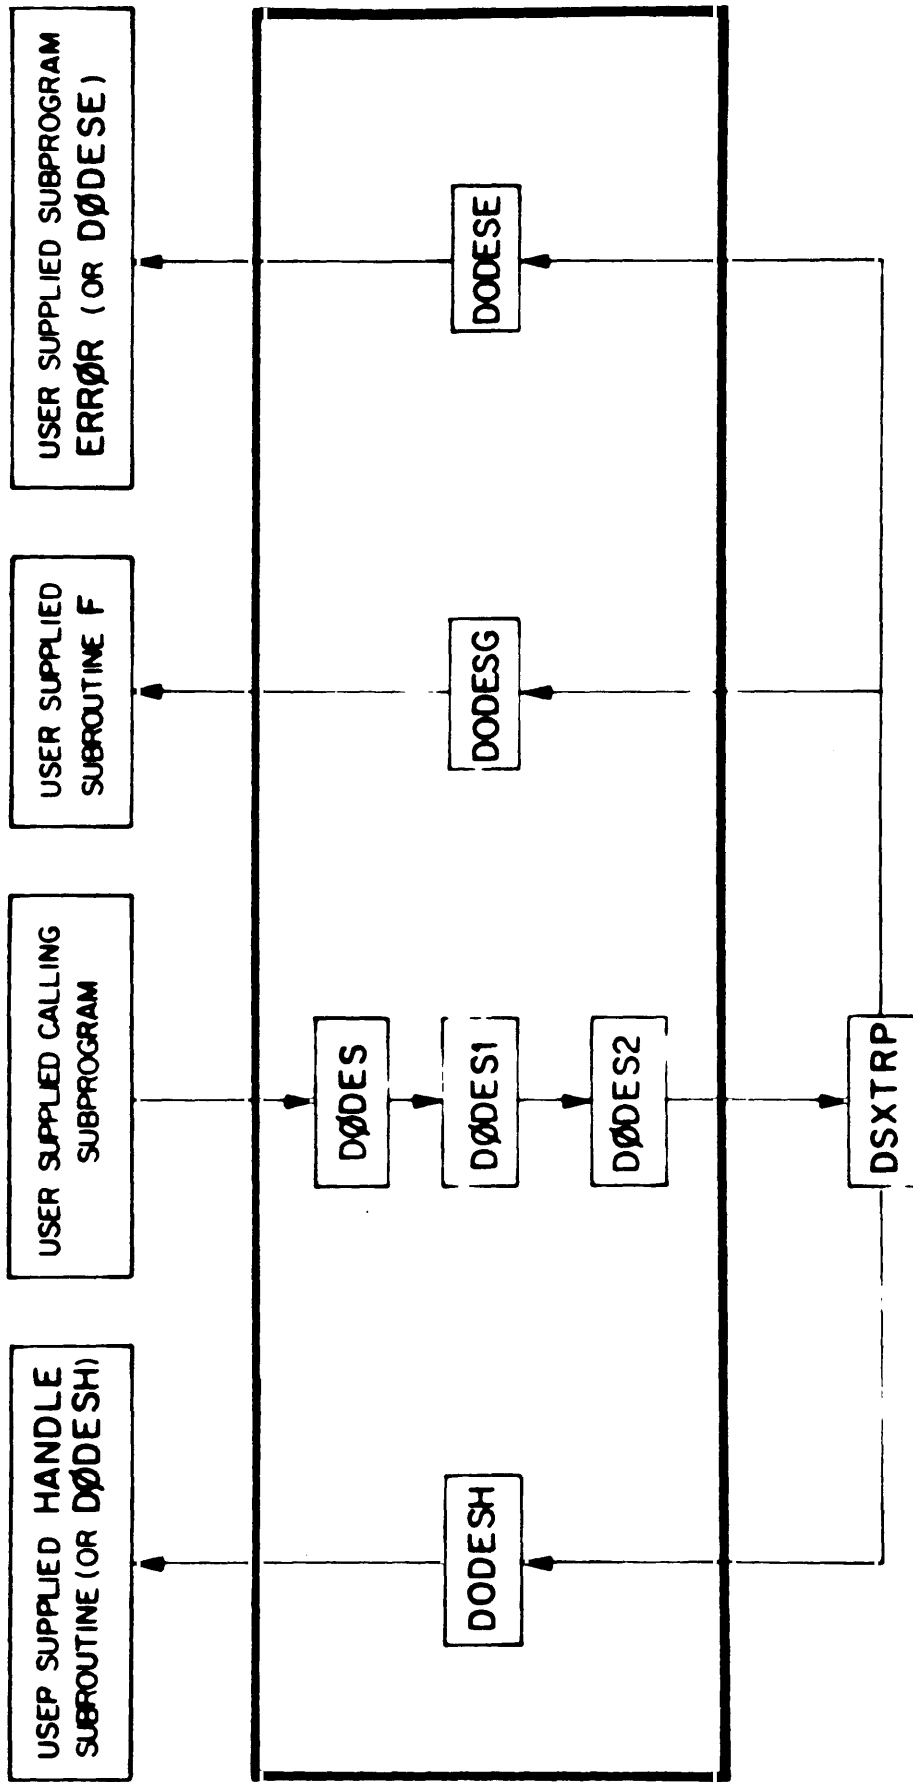 USEP SUPPLIED HANDLE
SUBROUTINE (OR DØDESH)
USER SUPPLIED CALLING
SUBPROGRAM
USER SUPPLIED
SUBROUTINE F
USER SUPPLIED SUBPROGRAM
ERRØR (OR DØDESE)
DØDES
DODESH
DØDES1
DODESG
DODESE
DØDES2
DSXTRP